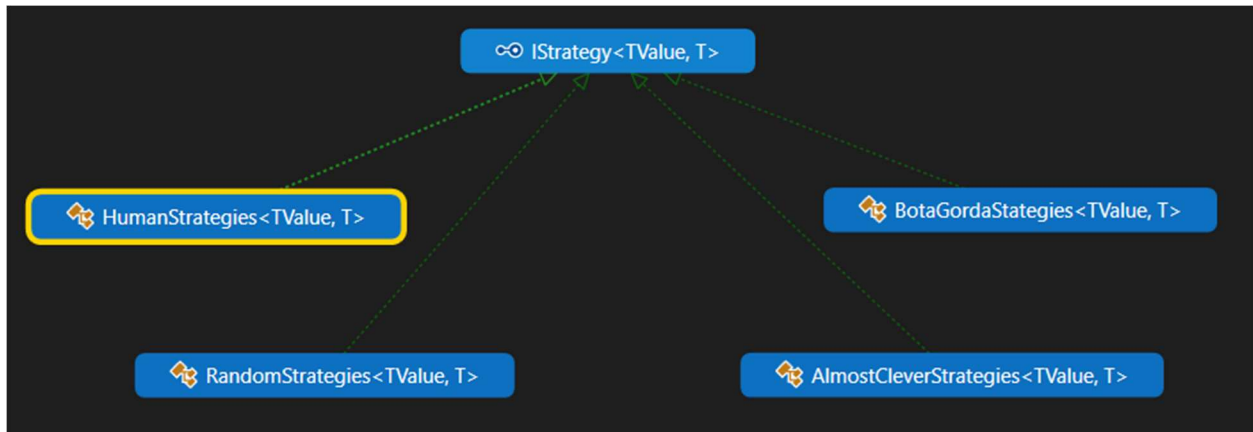 IStrategy<TValue, T>
HumanStrategies<TValue, T>
BotaGordaStategies<TValue, T>
RandomStrategies<TValue, T>
AlmostCleverStrategies<TValue, T>